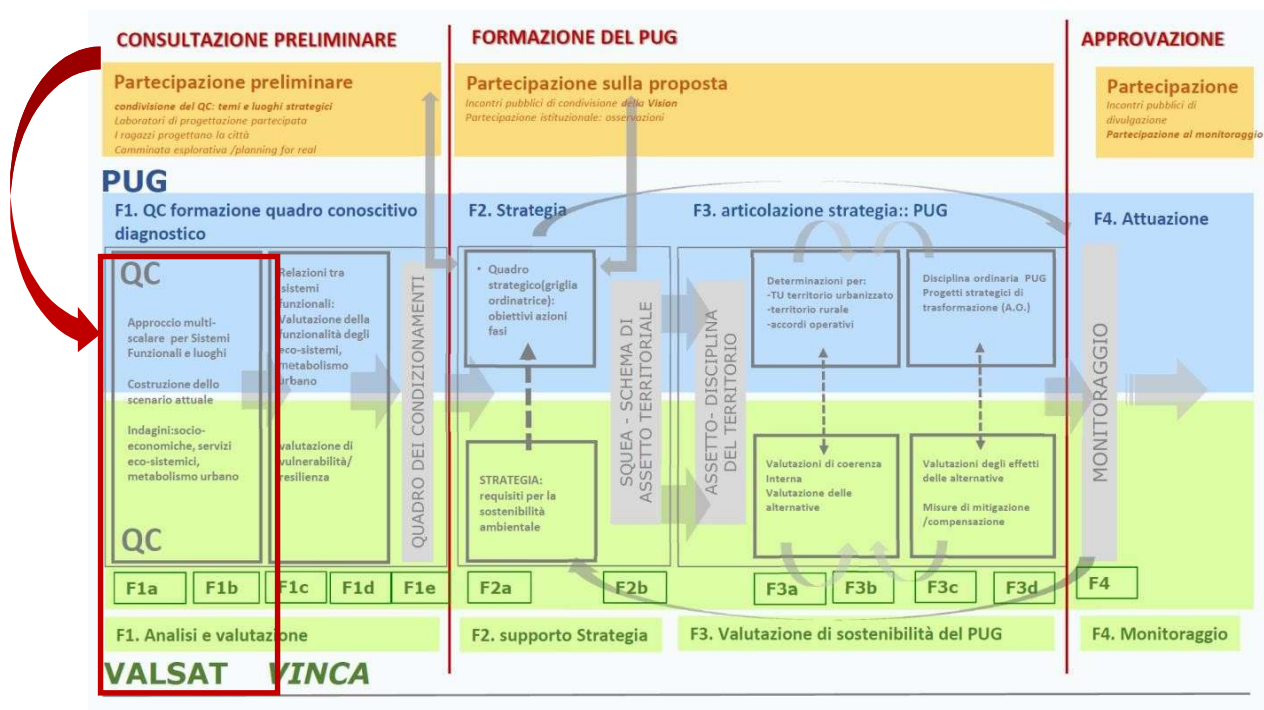 CONSULTAZIONE PRELIMINARE
FORMAZIONE DEL PUG
APPROVAZIONE
Partecipazione preliminare
condivisione del QC: temi e luoghi strategici
Laboratori di progettazione partecipata
I ragazzi progettano la città
Camminata esplorativa /planning for real
Partecipazione sulla proposta
Incontri pubblici di condivisione della Vision
Partecipazione istituzionale: osservazioni
Partecipazione
Incontri pubblici di
divulgazione
Partecipazione al monitoraggio
PUG
F1. QC formazione quadro conoscitivo
diagnostico
F2. Strategia
F3. articolazione strategia:: PUG
F4. Attuazione
QC
Approccio multi-
scalare per Sistemi
Funzionali e luoghi
Costruzione dello
scenario attuale
Indagini:socio-
economiche, servizi
eco-sistemici,
metabolismo urbano
QC
Relazioni tra
sistemi
funzionali:
Valutazione della
funzionalità degli
eco-sistemi,
metabolismo
urbano
valutazione di
vulnerabilità/
resilienza
QUADRO DEI CONDIZIONAMENTI
• Quadro
strategico(griglia
ordinatrice):
obiettivi azioni
fasi
STRATEGIA:
requisiti per la
sostenibilità
ambientale
SQUEA - SCHEMA DI
ASSETTO TERRITORIALE
ASSETTO- DISCIPLINA
DEL TERRITORIO
Determinazioni per:
-TU territorio urbanizzato
-territorio rurale
-accordi operativi
Disciplina ordinaria PUG
Progetti strategici di
trasformazione (A.O.)
Valutazioni di coerenza
Interna
Valutazione delle
alternative
Valutazioni degli effetti
delle alternative
Misure di mitigazione
/compensazione
MONITORAGGIO
F1a
F1b
F1c
F1d
F1e
F2a
F2b
F3a
F3b
F3c
F3d
F4
F1. Analisi e valutazione
F2. supporto Strategia
F3. Valutazione di sostenibilità del PUG
F4. Monitoraggio
VALSAT VINCA